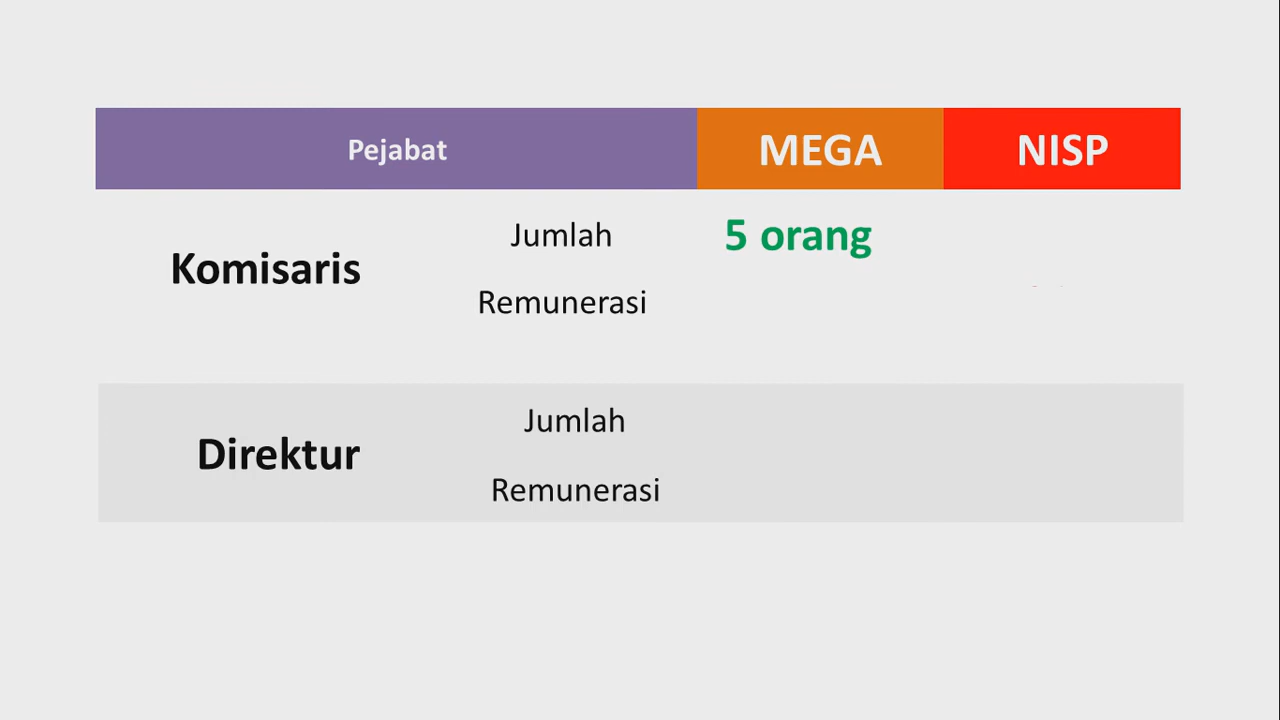 Pejabat MEGA NISP
Komisaris
Jumlah 5 orang
Remunerasi
Direktur
Jumlah
Remunerasi